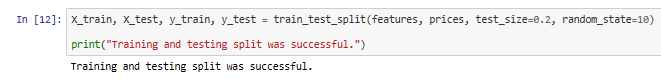 In [12]: X_train, X_test, y_train, y_test = train_test_split(features, prices, test_size=0.2, random_state=10)
print("Training and testing split was successful.")
Training and testing split was successful.